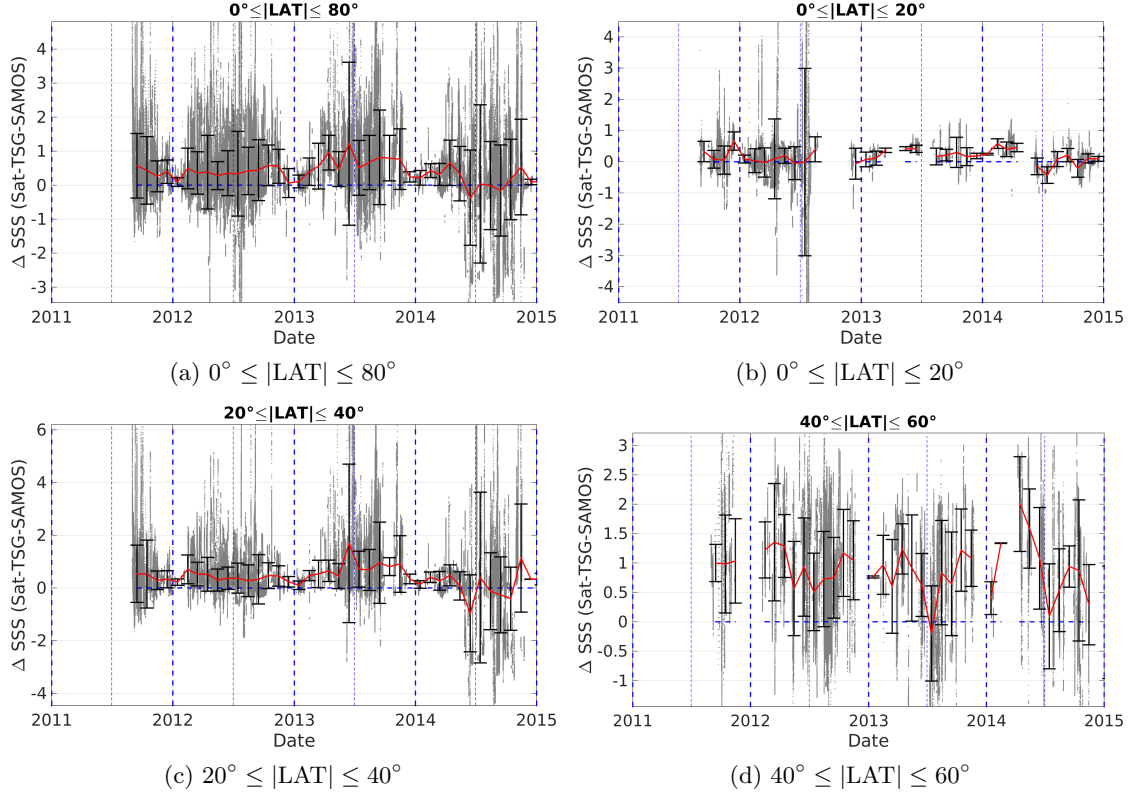 0°≤|LAT|≤ 80°
Δ SSS (Sat-TSG-SAMOS)
4
3
2
1
0
-1
-2
-3
2011 2012 2013 2014 2015
Date
(a) 0° ≤ |LAT| ≤ 80°
0°≤|LAT|≤ 20°
Δ SSS (Sat-TSG-SAMOS)
4
3
2
1
0
-1
-2
-3
-4
2011 2012 2013 2014 2015
Date
(b) 0° ≤ |LAT| ≤ 20°
20°≤|LAT|≤ 40°
Δ SSS (Sat-TSG-SAMOS)
6
4
2
0
-2
-4
2011 2012 2013 2014 2015
Date
(c) 20° ≤ |LAT| ≤ 40°
40°≤|LAT|≤ 60°
Δ SSS (Sat-TSG-SAMOS)
3
2.5
2
1.5
1
0.5
0
-0.5
-1
2011 2012 2013 2014 2015
Date
(d) 40° ≤ |LAT| ≤ 60°